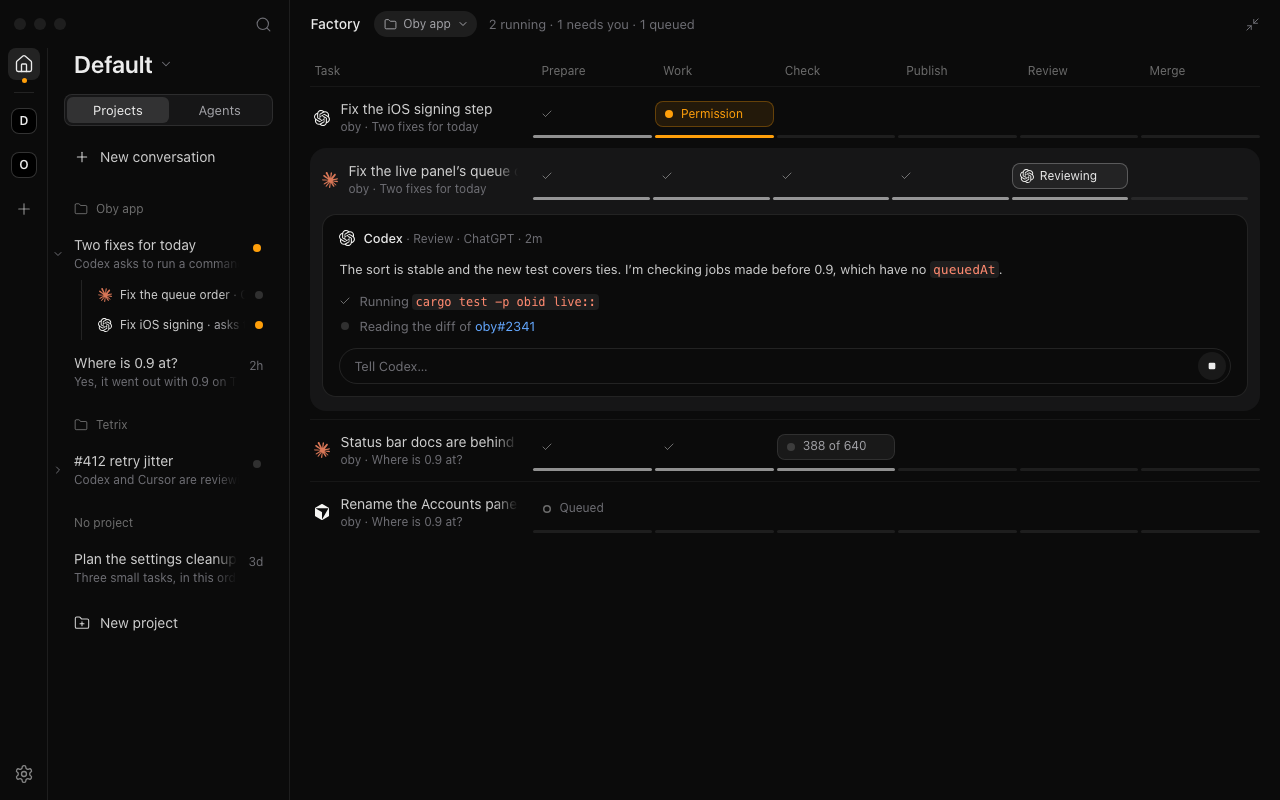 Default
Projects
Agents
D
O
New conversation
Oby app
Two fixes for today
Codex asks to run a comman
Fix the queue order ·
Fix iOS signing · asks
Where is 0.9 at?
2h
Yes, it went out with 0.9 on
Tetrix
#412 retry jitter
Codex and Cursor are review
No project
Plan the settings cleanup
3d
Three small tasks, in this ord
New project
Factory
Oby app
2 running · 1 needs you · 1 queued
Task
Prepare
Work
Check
Publish
Review
Merge
Fix the iOS signing step
oby · Two fixes for today
Permission
Fix the live panel's queue
oby · Two fixes for today
Reviewing
Codex · Review · ChatGPT · 2m
The sort is stable and the new test covers ties. I'm checking jobs made before 0.9, which have no queuedAt.
Running cargo test -p obid live::
Reading the diff of oby#2341
Tell Codex…
Status bar docs are behind
oby · Where is 0.9 at?
388 of 640
Rename the Accounts pane
oby · Where is 0.9 at?
Queued